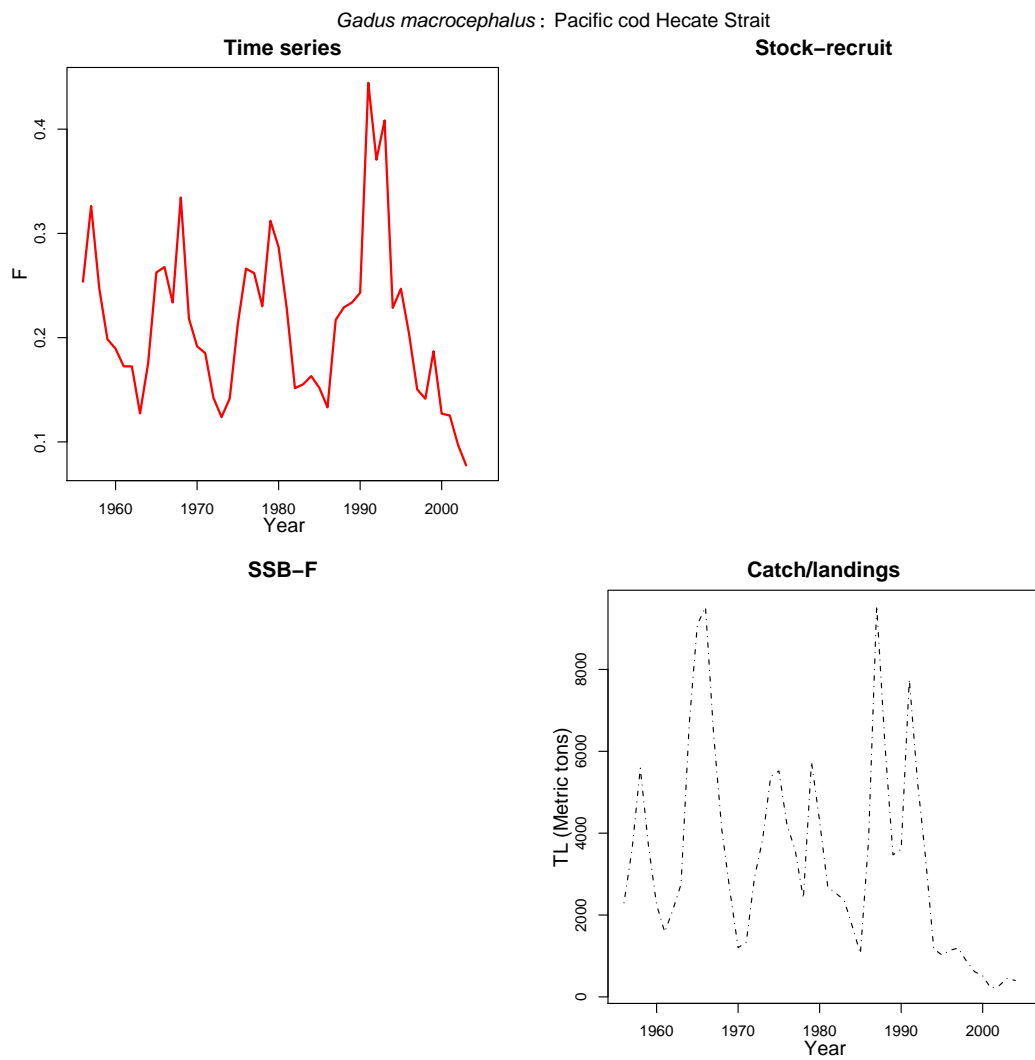 Gadus macrocephalus : Pacific cod Hecate Strait
Time series
Stock−recruit
0.4
0.3
0.2
0.1
F
1960 1970 1980 1990 2000
Year
SSB−F
Catch/landings
8000
6000
4000
2000
0
TL (Metric tons)
1960 1970 1980 1990 2000
Year